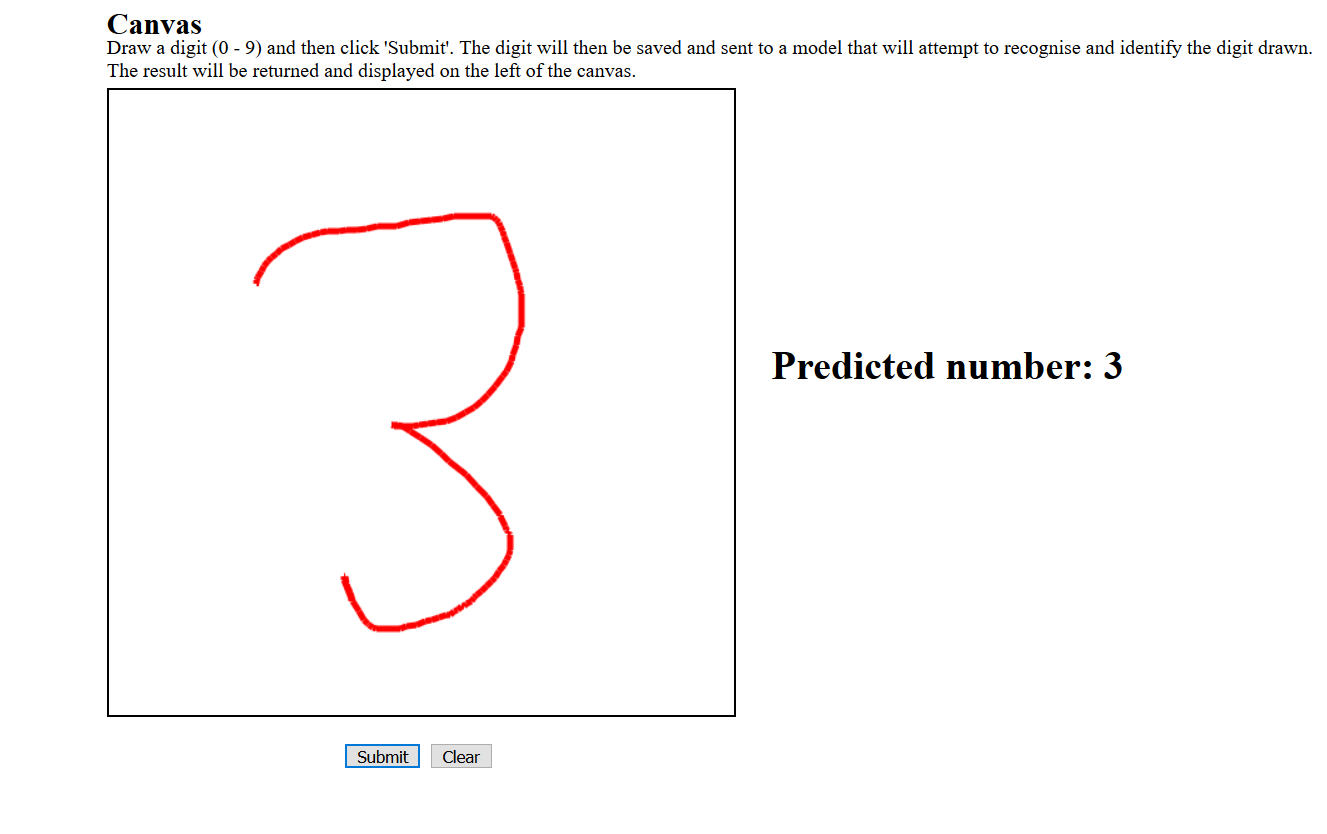 Canvas
Draw a digit (0 - 9) and then click 'Submit'. The digit will then be saved and sent to a model that will attempt to recognise and identify the digit drawn.
The result will be returned and displayed on the left of the canvas.
3
Predicted number: 3
Submit Clear